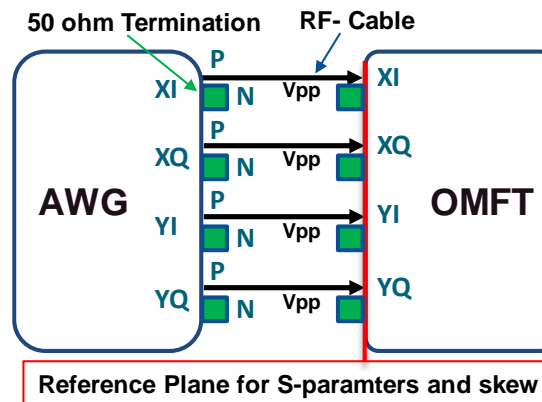 50 ohm Termination
RF- Cable
P
XI
N
Vpp
XI
P
XQ
N
Vpp
XQ
AWG
OMFT
P
YI
N
Vpp
YI
P
YQ
N
Vpp
YQ
Reference Plane for S-paramters and skew